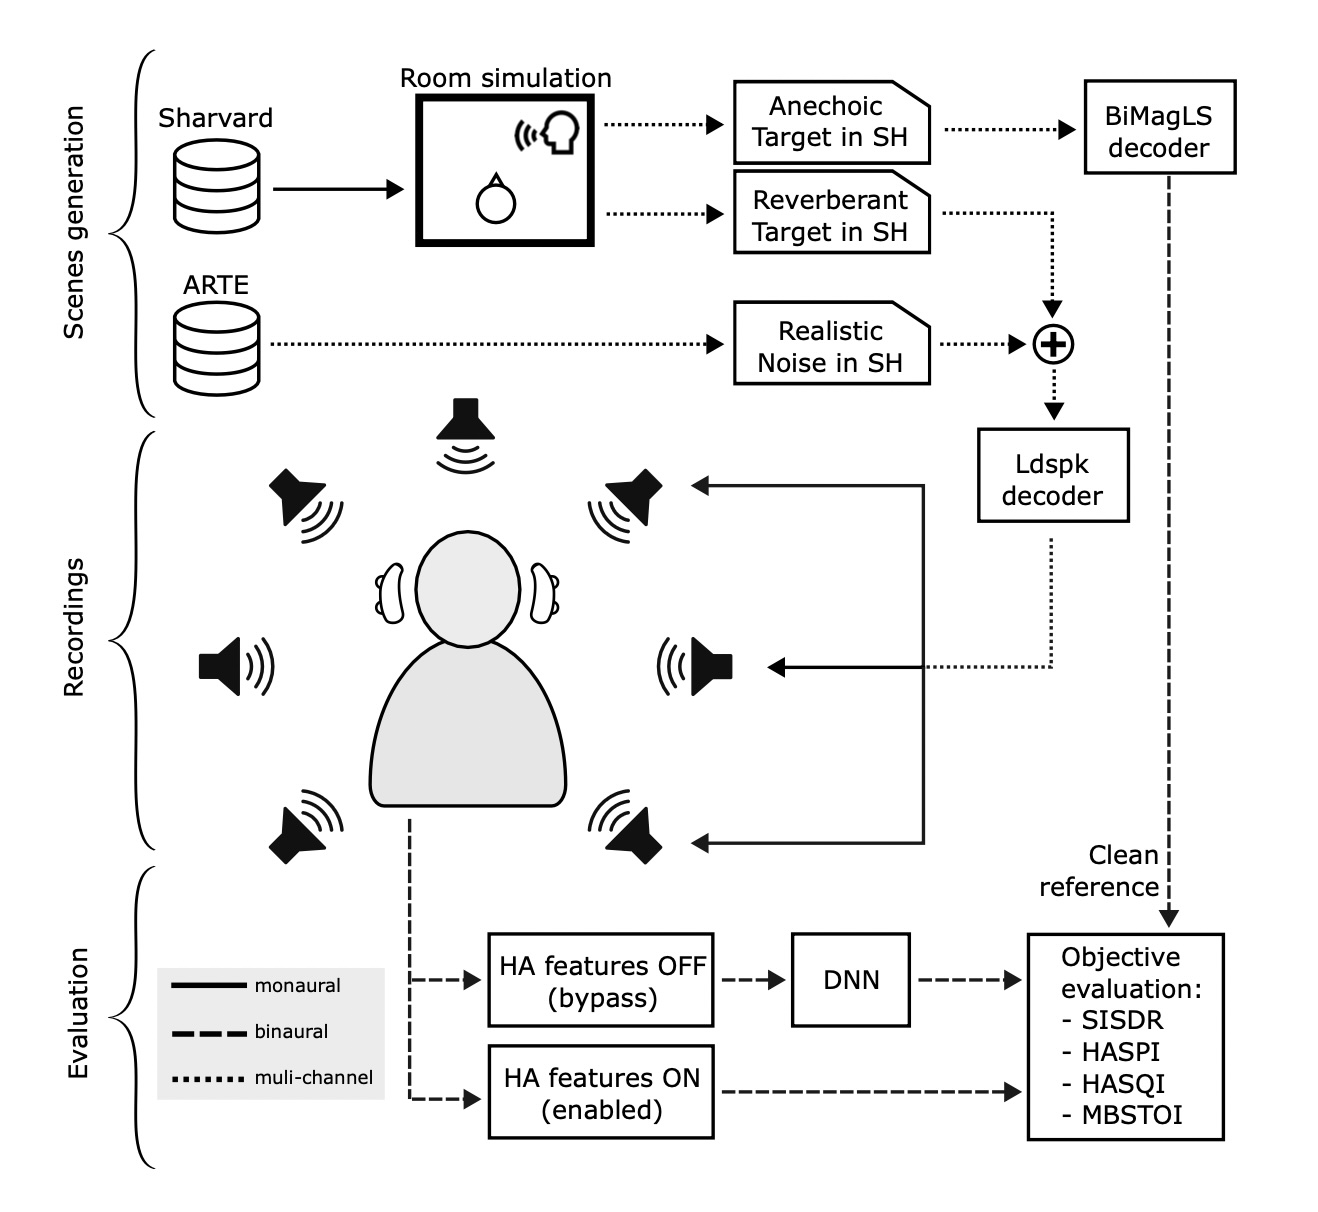 Scenes generation
Sharvard
Room simulation
Anechoic
Target in SH
BiMagLS
decoder
Reverberant
Target in SH
ARTE
Realistic
Noise in SH
Recordings
Ldspk
decoder
Clean
reference
Evaluation
monaural
binaural
muli-channel
HA features OFF
(bypass)
DNN
HA features ON
(enabled)
Objective
evaluation:
- SISDR
- HASPI
- HASQI
- MBSTOI